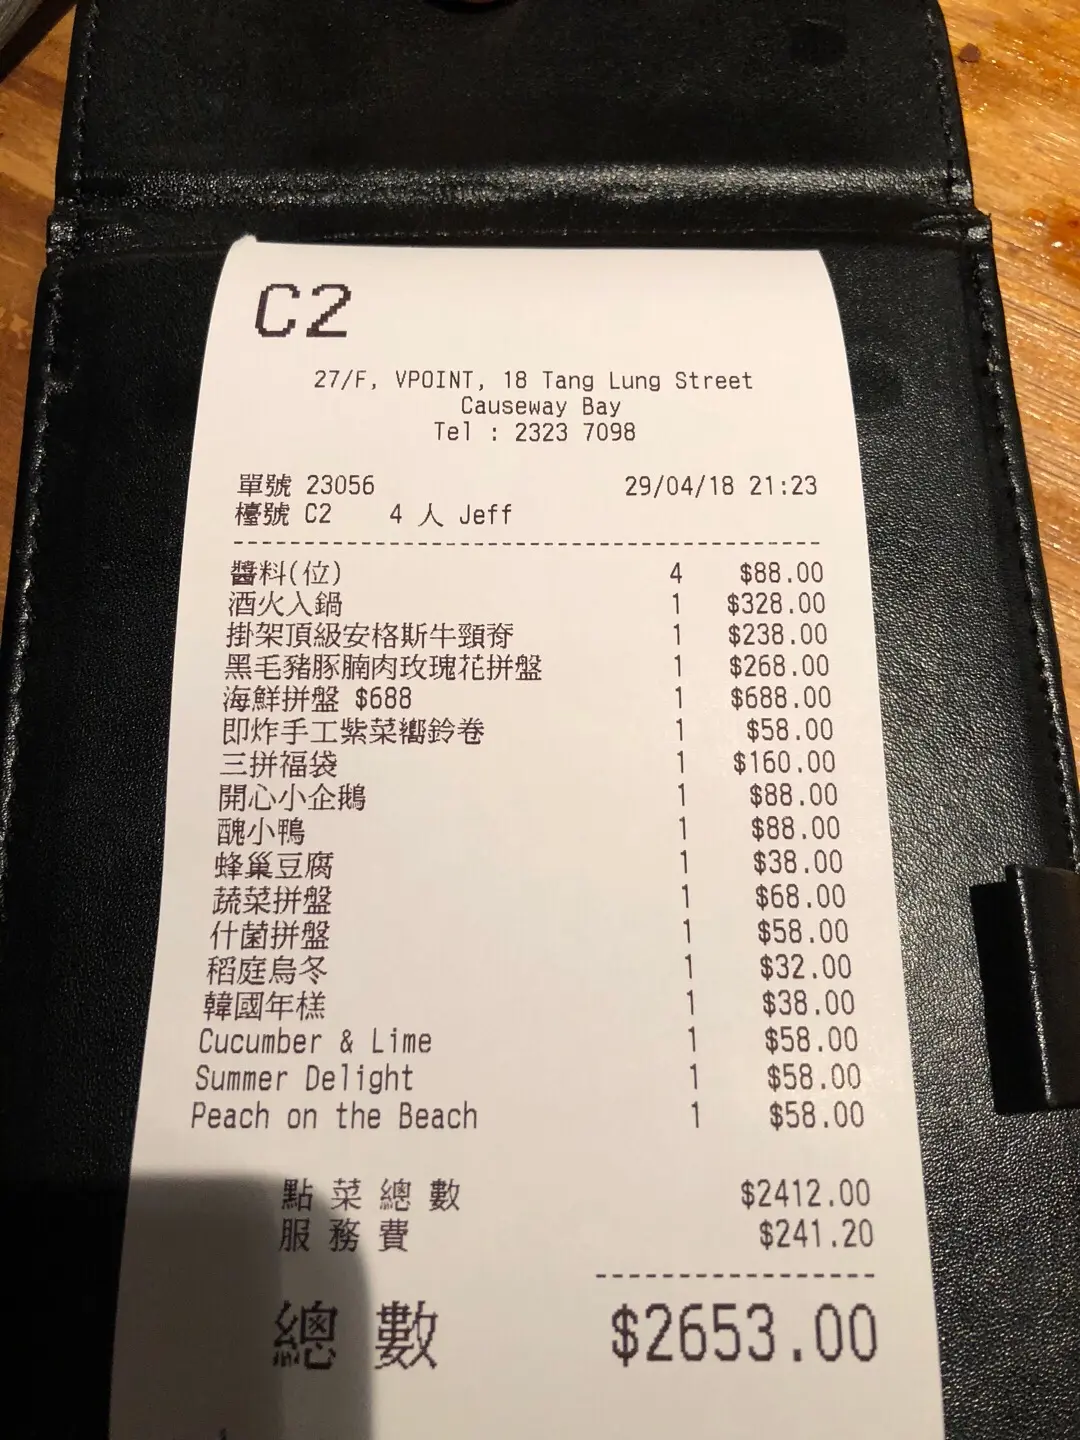 C2
27/F, VPOINT, 18 Tang Lung Street
Causeway Bay
Tel : 2323 7098
單號 23056 29/04/18 21:23
檯號 C2 4 人 Jeff
醬料(位) 4 $88.00
酒火入鍋 1 $328.00
掛架頂級安格斯牛頸脊 1 $238.00
黑毛豬豚腩肉玫瑰花拼盤 1 $268.00
海鮮拼盤 $688 1 $688.00
即炸手工紫菜嚮鈴卷 1 $58.00
三拼福袋 1 $160.00
開心小企鵝 1 $88.00
醜小鴨 1 $88.00
蜂巢豆腐 1 $38.00
蔬菜拼盤 1 $68.00
什菌拼盤 1 $58.00
稻庭烏冬 1 $32.00
韓國年糕 1 $38.00
Cucumber & Lime 1 $58.00
Summer Delight 1 $58.00
Peach on the Beach 1 $58.00
點菜總數 $2412.00
服務費 $241.20
總數 $2653.00